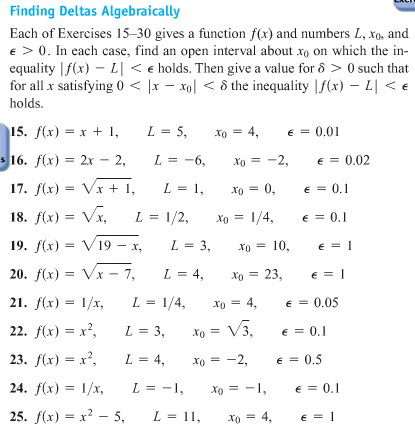 Finding Deltas Algebraically
Each of Exercises 15–30 gives a function f(x) and numbers L, x₀, and
ϵ > 0. In each case, find an open interval about x₀ on which the in-
equality |f(x) − L| < ϵ holds. Then give a value for δ > 0 such that
for all x satisfying 0 < |x − x₀| < δ the inequality |f(x) − L| < ϵ
holds.
15. f(x) = x + 1, L = 5, x₀ = 4, ϵ = 0.01
16. f(x) = 2x − 2, L = −6, x₀ = −2, ϵ = 0.02
17. f(x) = √(x + 1), L = 1, x₀ = 0, ϵ = 0.1
18. f(x) = √x, L = 1/2, x₀ = 1/4, ϵ = 0.1
19. f(x) = √(19 − x), L = 3, x₀ = 10, ϵ = 1
20. f(x) = √(x − 7), L = 4, x₀ = 23, ϵ = 1
21. f(x) = 1/x, L = 1/4, x₀ = 4, ϵ = 0.05
22. f(x) = x², L = 3, x₀ = √3, ϵ = 0.1
23. f(x) = x², L = 4, x₀ = −2, ϵ = 0.5
24. f(x) = 1/x, L = −1, x₀ = −1, ϵ = 0.1
25. f(x) = x² − 5, L = 11, x₀ = 4, ϵ = 1